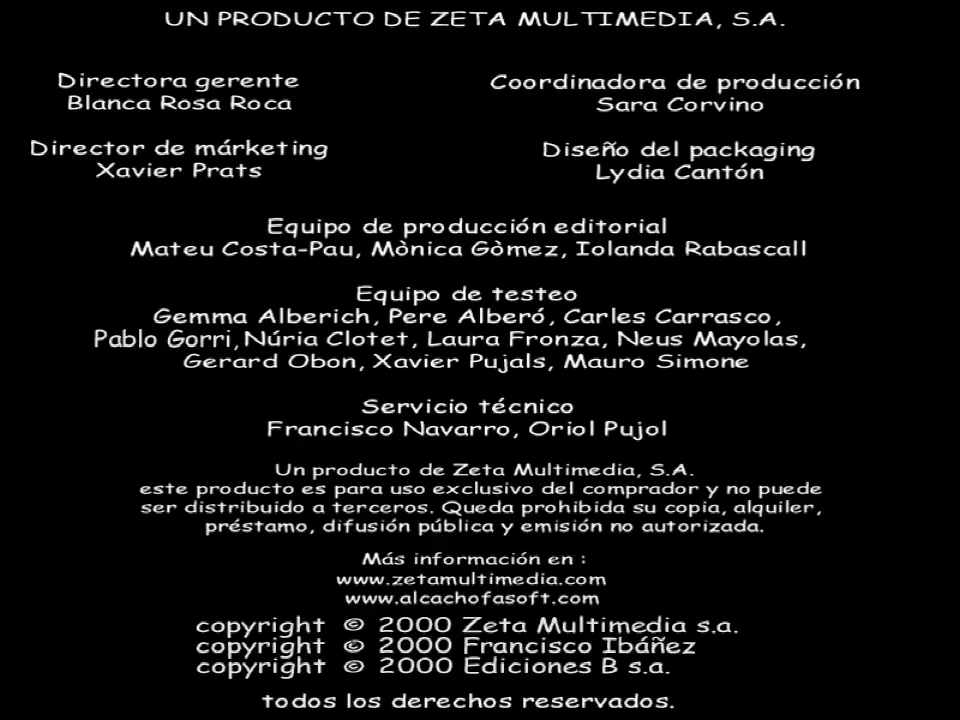 UN PRODUCTO DE ZETA MULTIMEDIA, S.A.
Directora gerente
Blanca Rosa Roca
Coordinadora de producción
Sara Corvino
Director de márketing
Xavier Prats
Diseño del packaging
Lydia Cantón
Equipo de producción editorial
Mateu Costa-Pau, Mònica Gòmez, Iolanda Rabascall
Equipo de testeo
Gemma Alberich, Pere Alberó, Carles Carrasco,
Pablo Gorri, Núria Clotet, Laura Fronza, Neus Mayolas,
Gerard Obon, Xavier Pujals, Mauro Simone
Servicio técnico
Francisco Navarro, Oriol Pujol
Un producto de Zeta Multimedia, S.A.
este producto es para uso exclusivo del comprador y no puede
ser distribuido a terceros. Queda prohibida su copia, alquiler,
préstamo, difusión pública y emisión no autorizada.
Más información en :
www.zetamultimedia.com
www.alcachofasoft.com
copyright © 2000 Zeta Multimedia s.a.
copyright © 2000 Francisco Ibáñez
copyright © 2000 Ediciones B s.a.
todos los derechos reservados.